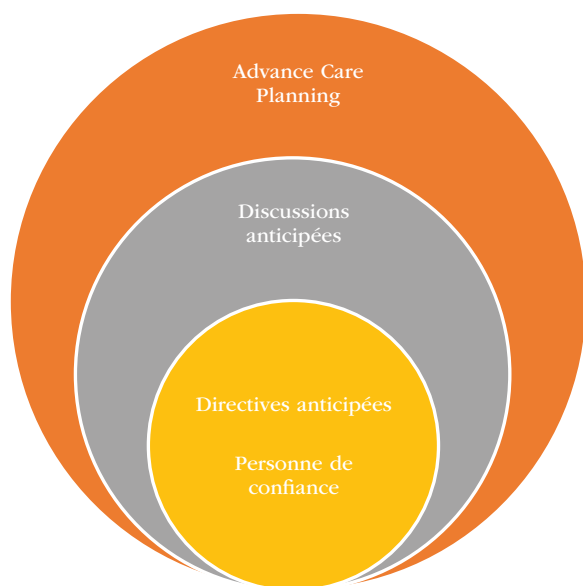 Advance Care
Planning
Discussions
anticipées
Directives anticipées
Personne de
confiance